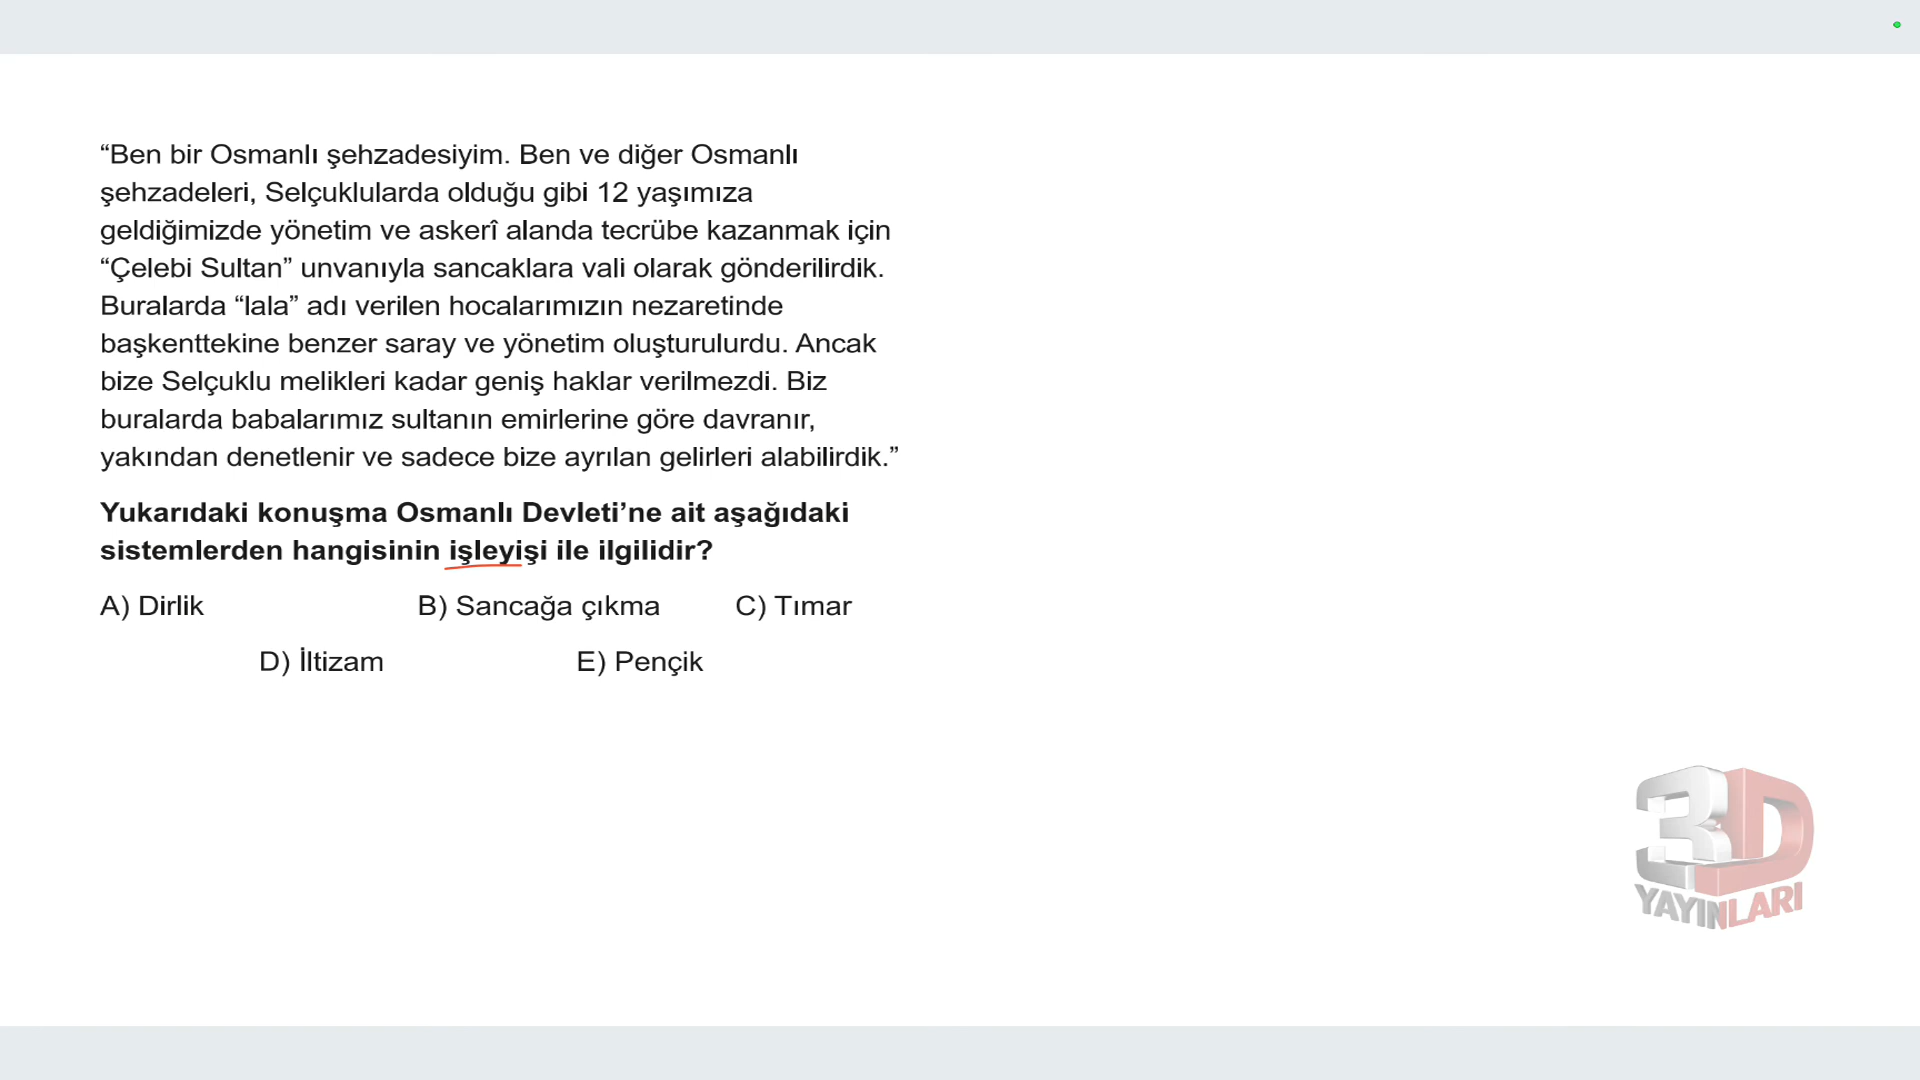 “Ben bir Osmanlı şehzadesiyim. Ben ve diğer Osmanlı
şehzadeleri, Selçuklularda olduğu gibi 12 yaşımıza
geldiğimizde yönetim ve askerî alanda tecrübe kazanmak için
“Çelebi Sultan” unvanıyla sancaklara vali olarak gönderilirdik.
Buralarda “lala” adı verilen hocalarımızın nezaretinde
başkenttekine benzer saray ve yönetim oluşturulurdu. Ancak
bize Selçuklu melikleri kadar geniş haklar verilmezdi. Biz
buralarda babalarımız sultanın emirlerine göre davranır,
yakından denetlenir ve sadece bize ayrılan gelirleri alabilirdik.”
Yukarıdaki konuşma Osmanlı Devleti’ne ait aşağıdaki
sistemlerden hangisinin işleyişi ile ilgilidir?
A) Dirlik B) Sancağa çıkma C) Tımar
D) İltizam E) Pençik
3D
YAYINLARI